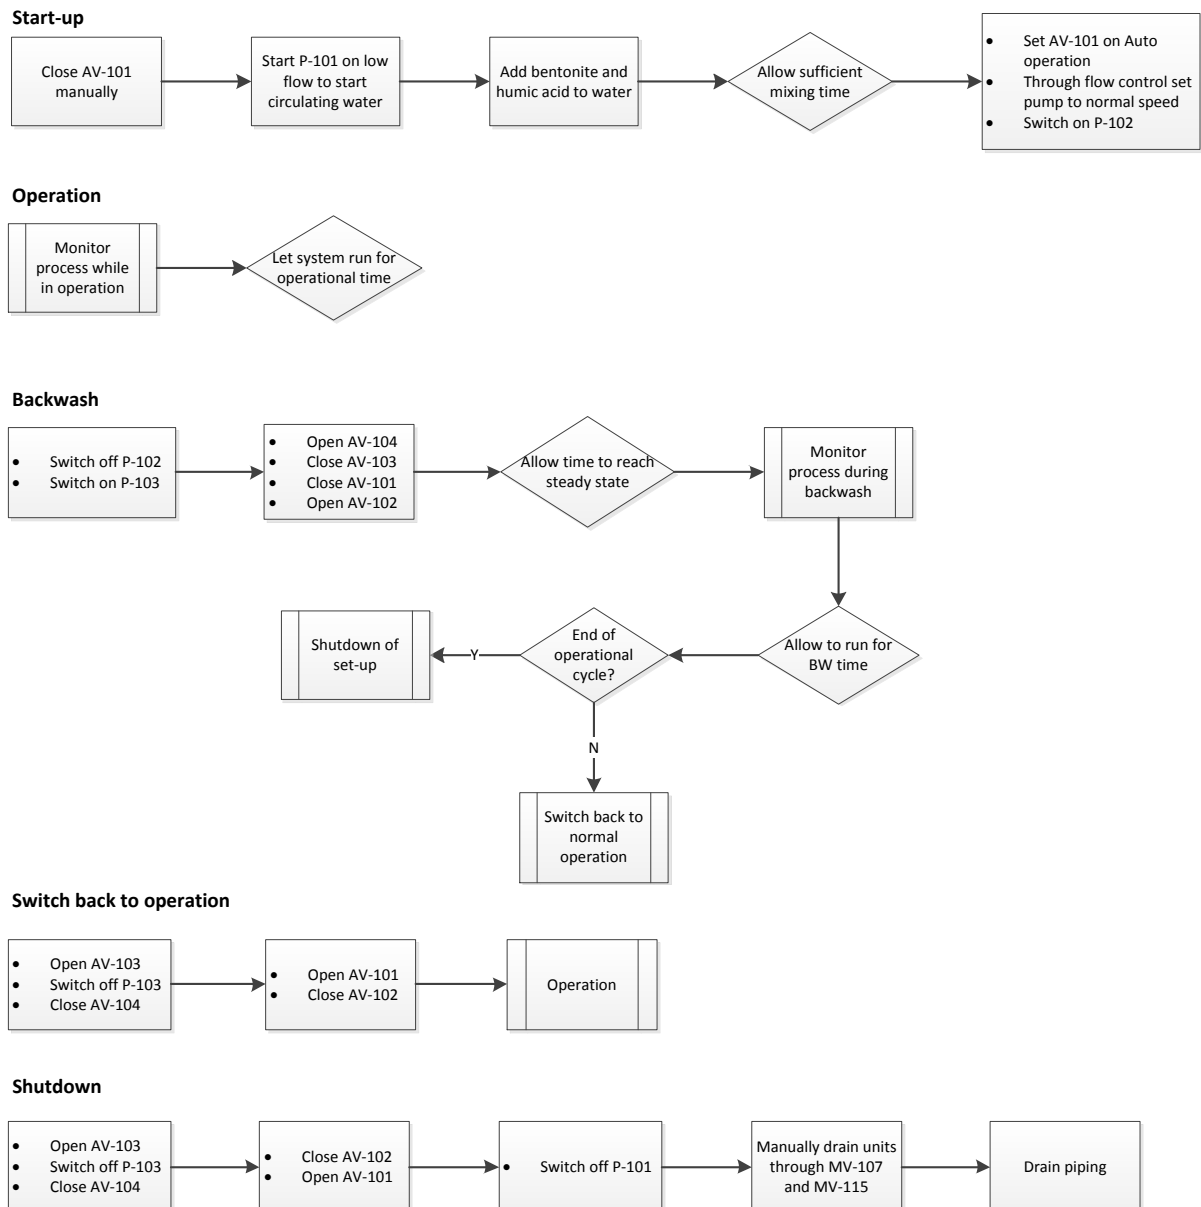 Start-up
Close AV-101
manually
Start P-101 on low
flow to start
circulating water
Add bentonite and
humic acid to water
Allow sufficient
mixing time
• Set AV-101 on Auto
operation
• Through flow control set
pump to normal speed
• Switch on P-102
Operation
Monitor
process while
in operation
Let system run for
operational time
Backwash
• Switch off P-102
• Switch on P-103
• Open AV-104
• Close AV-103
• Close AV-101
• Open AV-102
Allow time to reach
steady state
Monitor
process during
backwash
Allow to run for
BW time
End of
operational
cycle?
Y
Shutdown of
set-up
N
Switch back to
normal
operation
Switch back to operation
• Open AV-103
• Switch off P-103
• Close AV-104
• Open AV-101
• Close AV-102
Operation
Shutdown
• Open AV-103
• Switch off P-103
• Close AV-104
• Close AV-102
• Open AV-101
• Switch off P-101
Manually drain units
through MV-107
and MV-115
Drain piping